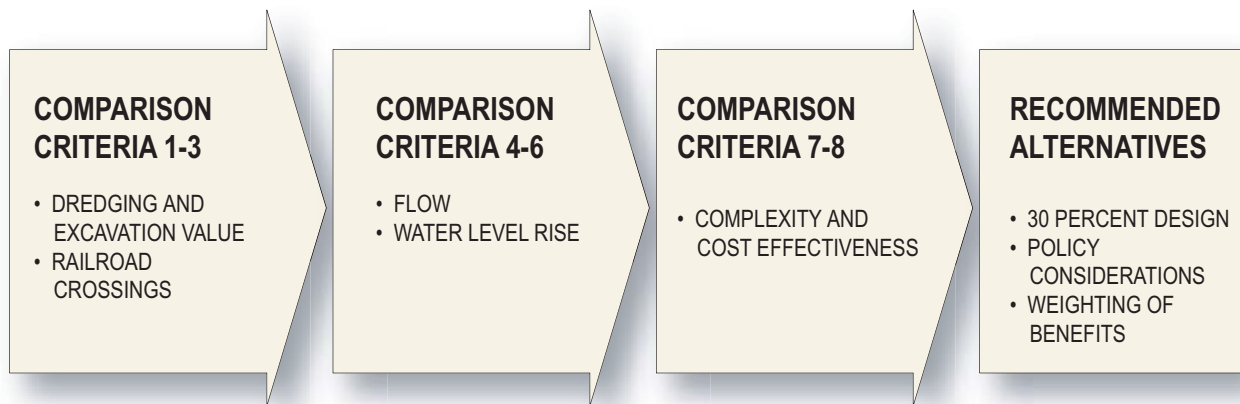 COMPARISON
CRITERIA 1-3
• DREDGING AND
EXCAVATION VALUE
• RAILROAD
CROSSINGS
COMPARISON
CRITERIA 4-6
• FLOW
• WATER LEVEL RISE
COMPARISON
CRITERIA 7-8
• COMPLEXITY AND
COST EFFECTIVENESS
RECOMMENDED
ALTERNATIVES
• 30 PERCENT DESIGN
• POLICY
CONSIDERATIONS
• WEIGHTING OF
BENEFITS